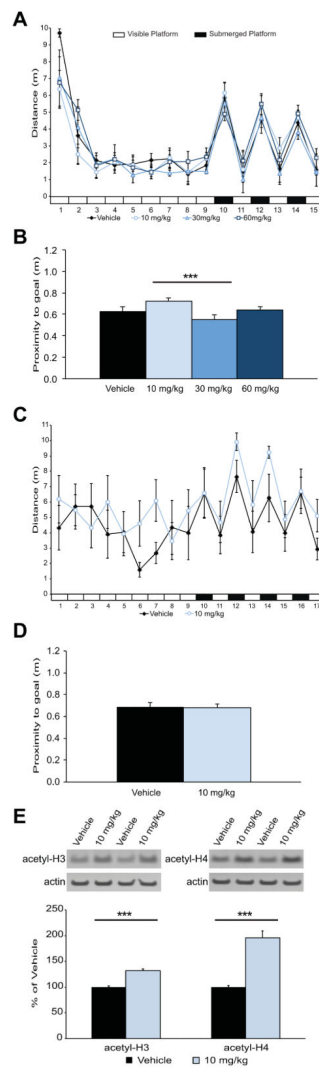 A
Visible Platform Submerged Platform
10
9
8
7
6
5
4
3
2
1
0
Distance (m)
1 2 3 4 5 6 7 8 9 10 11 12 13 14 15
Vehicle 10 mg/kg 30mg/kg 60mg/kg
B
1.2
1.0
0.8
0.6
0.4
0.2
0
Proximity to goal (m)
***
Vehicle 10 mg/kg 30 mg/kg 60 mg/kg
C
11
10
9
8
7
6
5
4
3
2
1
0
Distance (m)
1 2 3 4 5 6 7 8 9 10 11 12 13 14 15 16 17
Vehicle 10 mg/kg
D
1.2
1.0
0.8
0.6
0.4
0.2
0
Proximity to goal (m)
Vehicle 10 mg/kg
E
Vehicle 10 mg/kg Vehicle 10 mg/kg Vehicle 10 mg/kg Vehicle 10 mg/kg
acetyl-H3 acetyl-H4
actin actin
250
200
150
100
50
0
% of Vehicle
*** ***
acetyl-H3 acetyl-H4
Vehicle 10 mg/kg